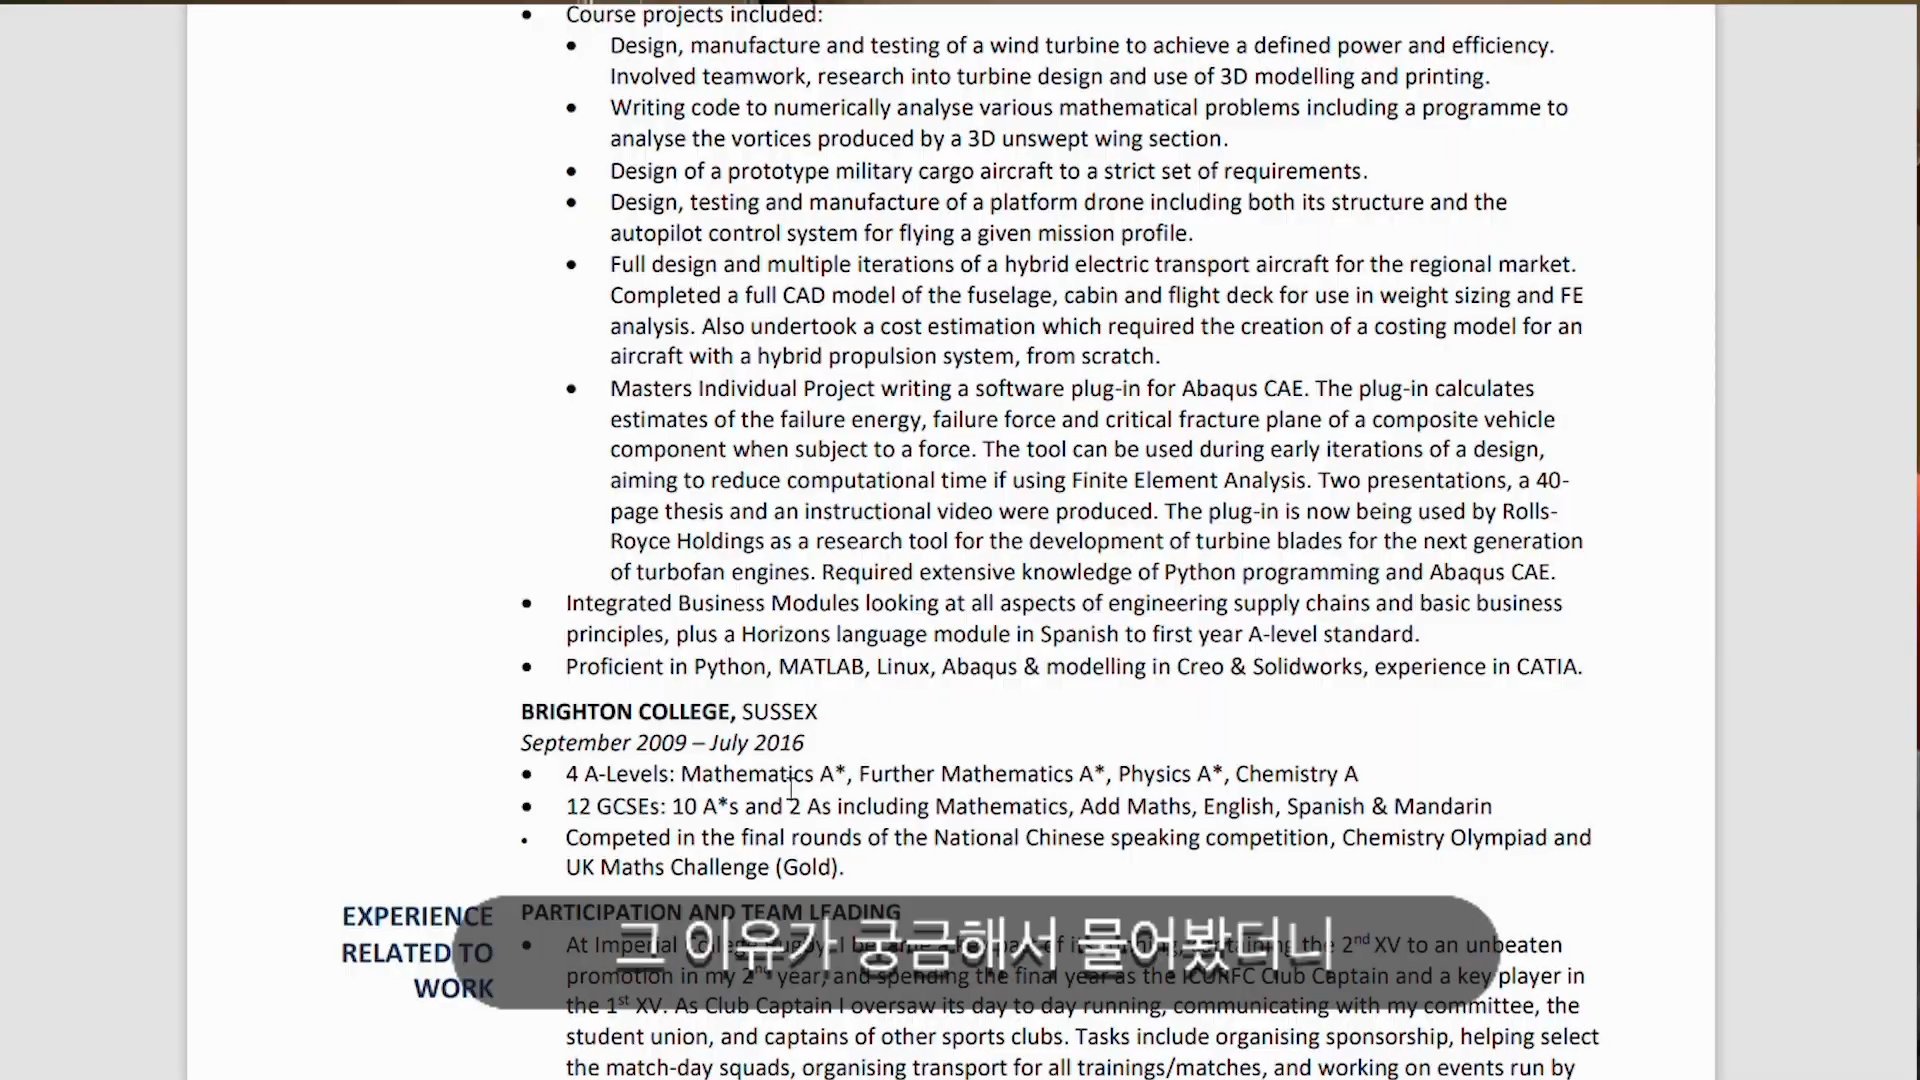 Course projects included:
Design, manufacture and testing of a wind turbine to achieve a defined power and efficiency.
Involved teamwork, research into turbine design and use of 3D modelling and printing.
Writing code to numerically analyse various mathematical problems including a programme to
analyse the vortices produced by a 3D unswept wing section.
Design of a prototype military cargo aircraft to a strict set of requirements.
Design, testing and manufacture of a platform drone including both its structure and the
autopilot control system for flying a given mission profile.
Full design and multiple iterations of a hybrid electric transport aircraft for the regional market.
Completed a full CAD model of the fuselage, cabin and flight deck for use in weight sizing and FE
analysis. Also undertook a cost estimation which required the creation of a costing model for an
aircraft with a hybrid propulsion system, from scratch.
Masters Individual Project writing a software plug-in for Abaqus CAE. The plug-in calculates
estimates of the failure energy, failure force and critical fracture plane of a composite vehicle
component when subject to a force. The tool can be used during early iterations of a design,
aiming to reduce computational time if using Finite Element Analysis. Two presentations, a 40-
page thesis and an instructional video were produced. The plug-in is now being used by Rolls-
Royce Holdings as a research tool for the development of turbine blades for the next generation
of turbofan engines. Required extensive knowledge of Python programming and Abaqus CAE.
Integrated Business Modules looking at all aspects of engineering supply chains and basic business
principles, plus a Horizons language module in Spanish to first year A-level standard.
Proficient in Python, MATLAB, Linux, Abaqus & modelling in Creo & Solidworks, experience in CATIA.
BRIGHTON COLLEGE, SUSSEX
September 2009 – July 2016
4 A-Levels: Mathematics A*, Further Mathematics A*, Physics A*, Chemistry A
12 GCSEs: 10 A*s and 2 As including Mathematics, Add Maths, English, Spanish & Mandarin
Competed in the final rounds of the National Chinese speaking competition, Chemistry Olympiad and
UK Maths Challenge (Gold).
EXPERIENCE
RELATED TO
WORK
PARTICIPATION AND TEAM LEADING
At Imperial College Rugby I the 2nd XV to an unbeaten
promotion in my 2nd year, and spending the final year as the ICURFC Club Captain and a key player in
the 1st XV. As Club Captain I oversaw its day to day running, communicating with my committee, the
student union, and captains of other sports clubs. Tasks include organising sponsorship, helping select
the match-day squads, organising transport for all trainings/matches, and working on events run by
그 이유가 궁금해서 물어봤더니